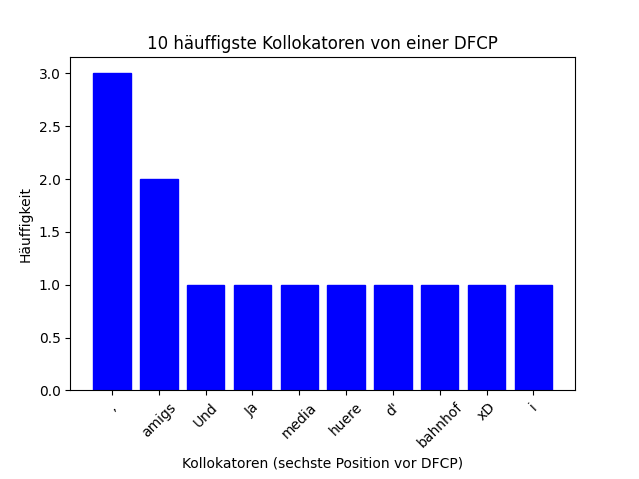 10 häuffigste Kollokatoren von einer DFCP
Häuffigkeit
3.0
2.5
2.0
1.5
1.0
0.5
0.0
, amigs Und Ja media huere d' bahnhof xD i
Kollokatoren (sechste Position vor DFCP)